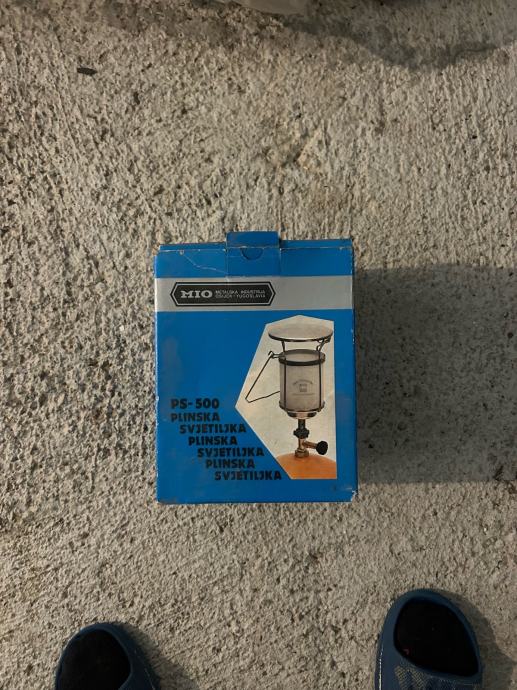 MIO METALSKA INDUSTRIJA
OSIJEK - YUGOSLAVIA
PS-500
PLINSKA
SVJETILJKA
PLINSKA
SVJETILJKA
PLINSKA
SVJETILJKA